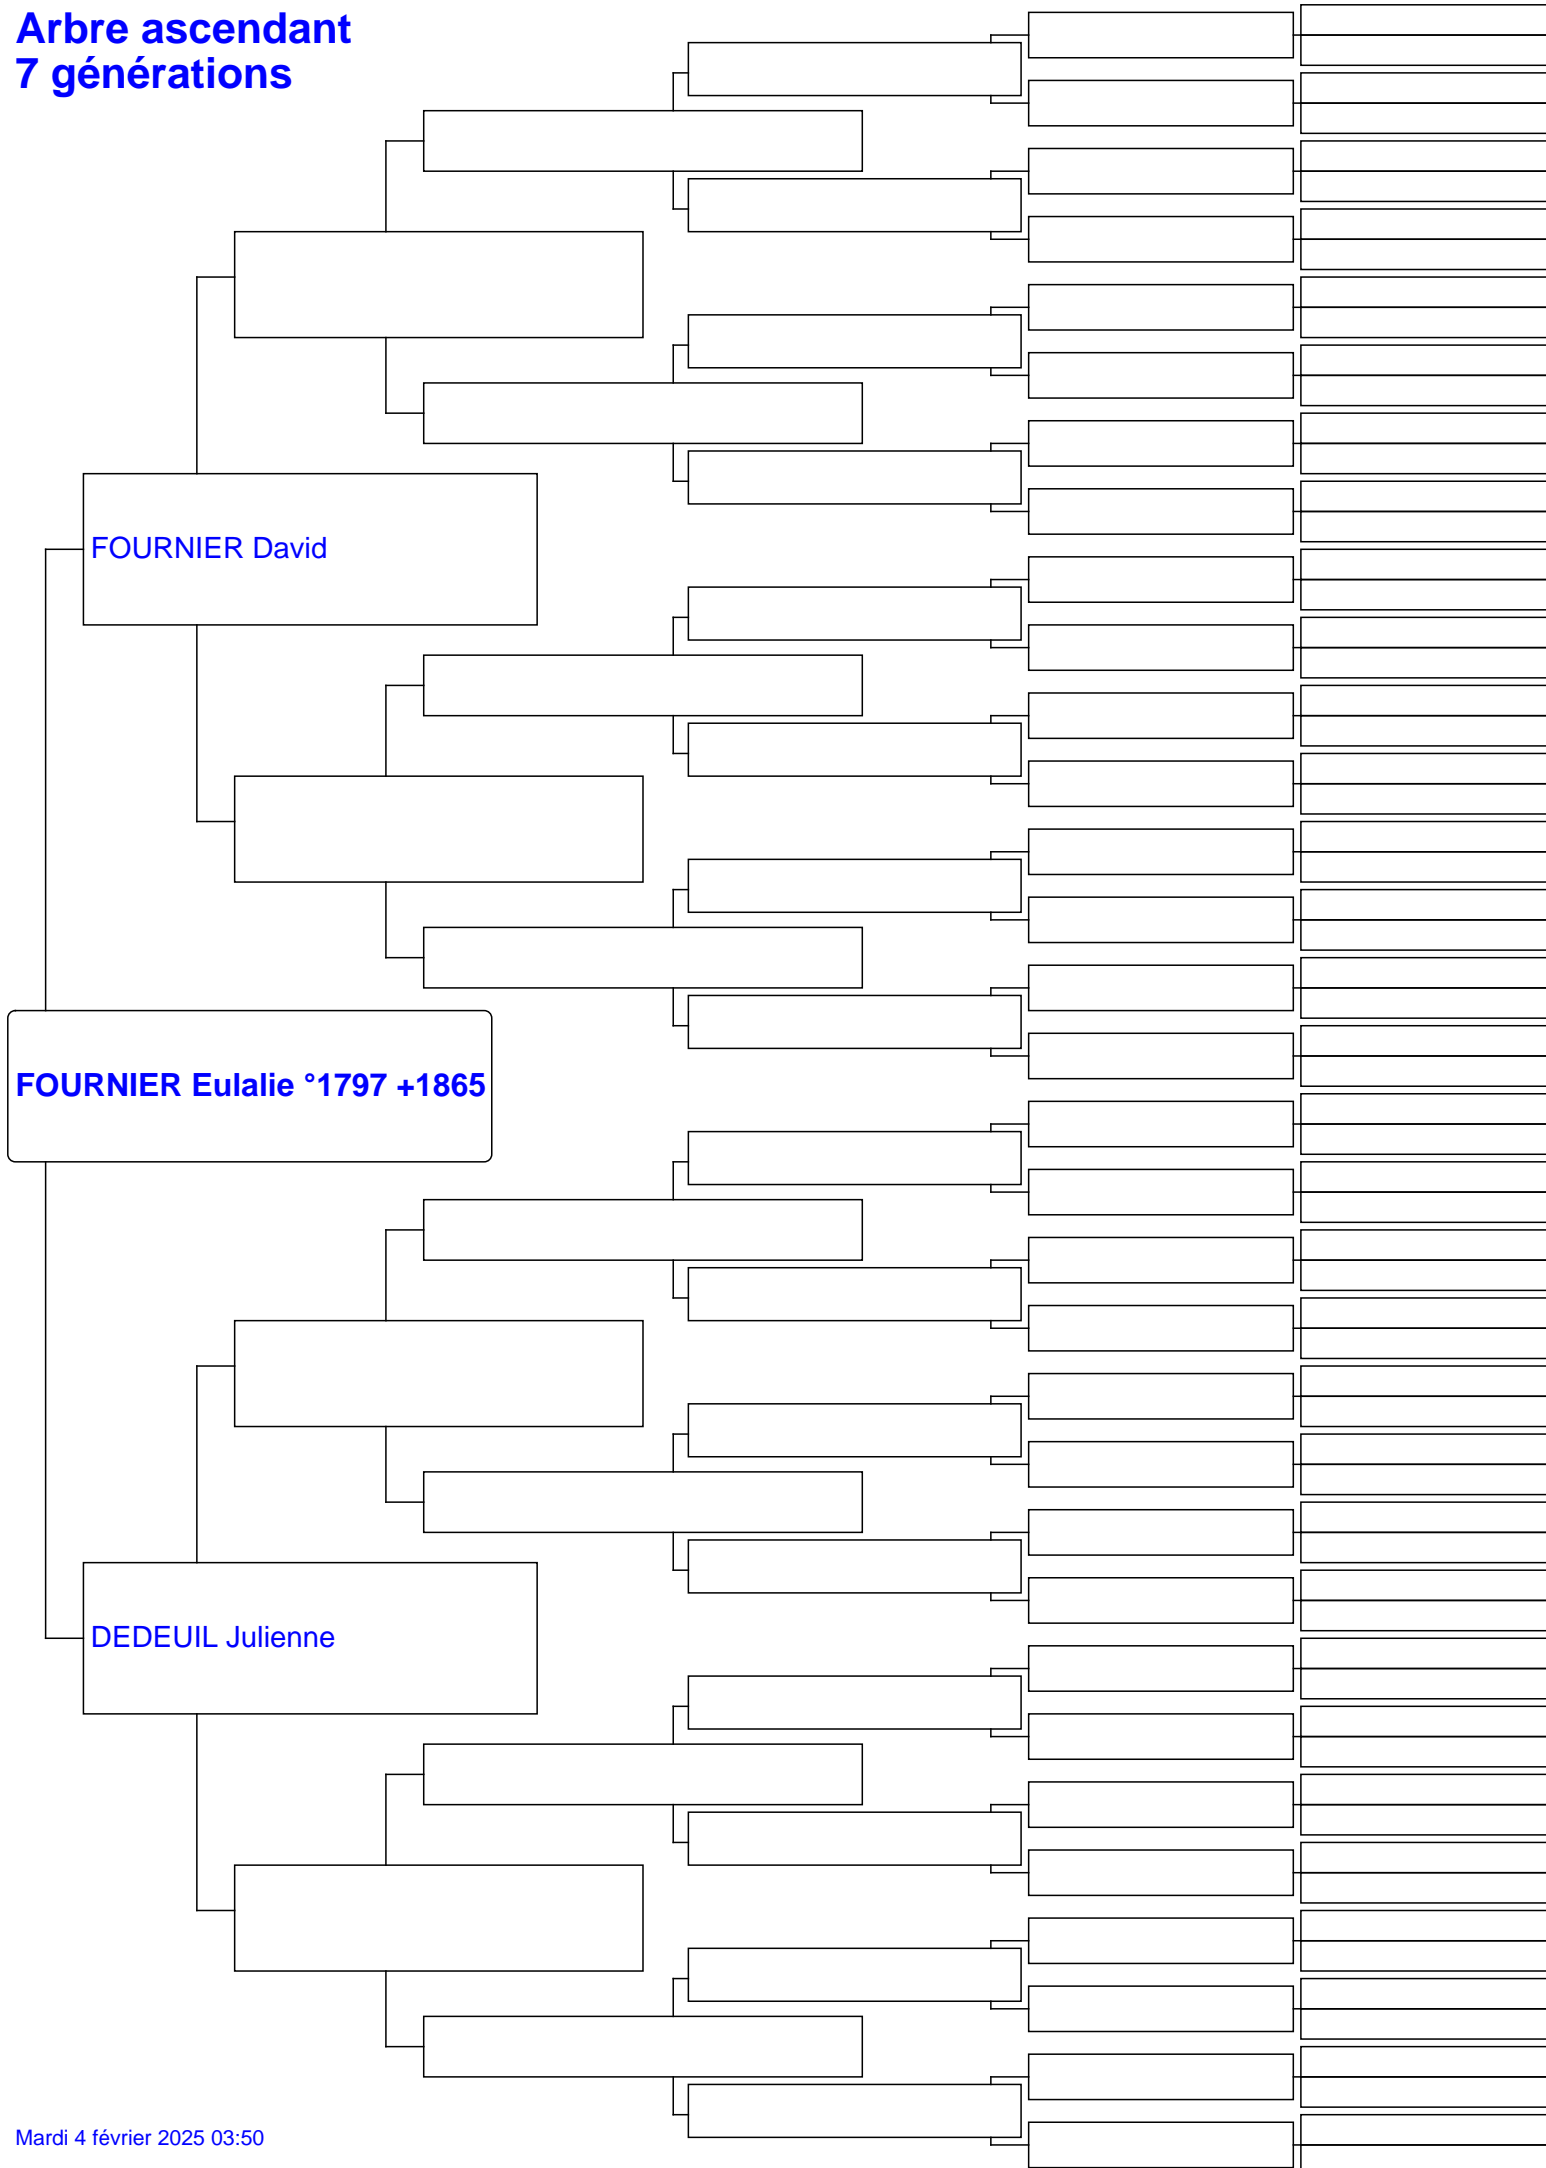 Arbre ascendant
7 générations
FOURNIER David
FOURNIER Eulalie °1797 +1865
DEDEUIL Julienne
Mardi 4 février 2025 03:50